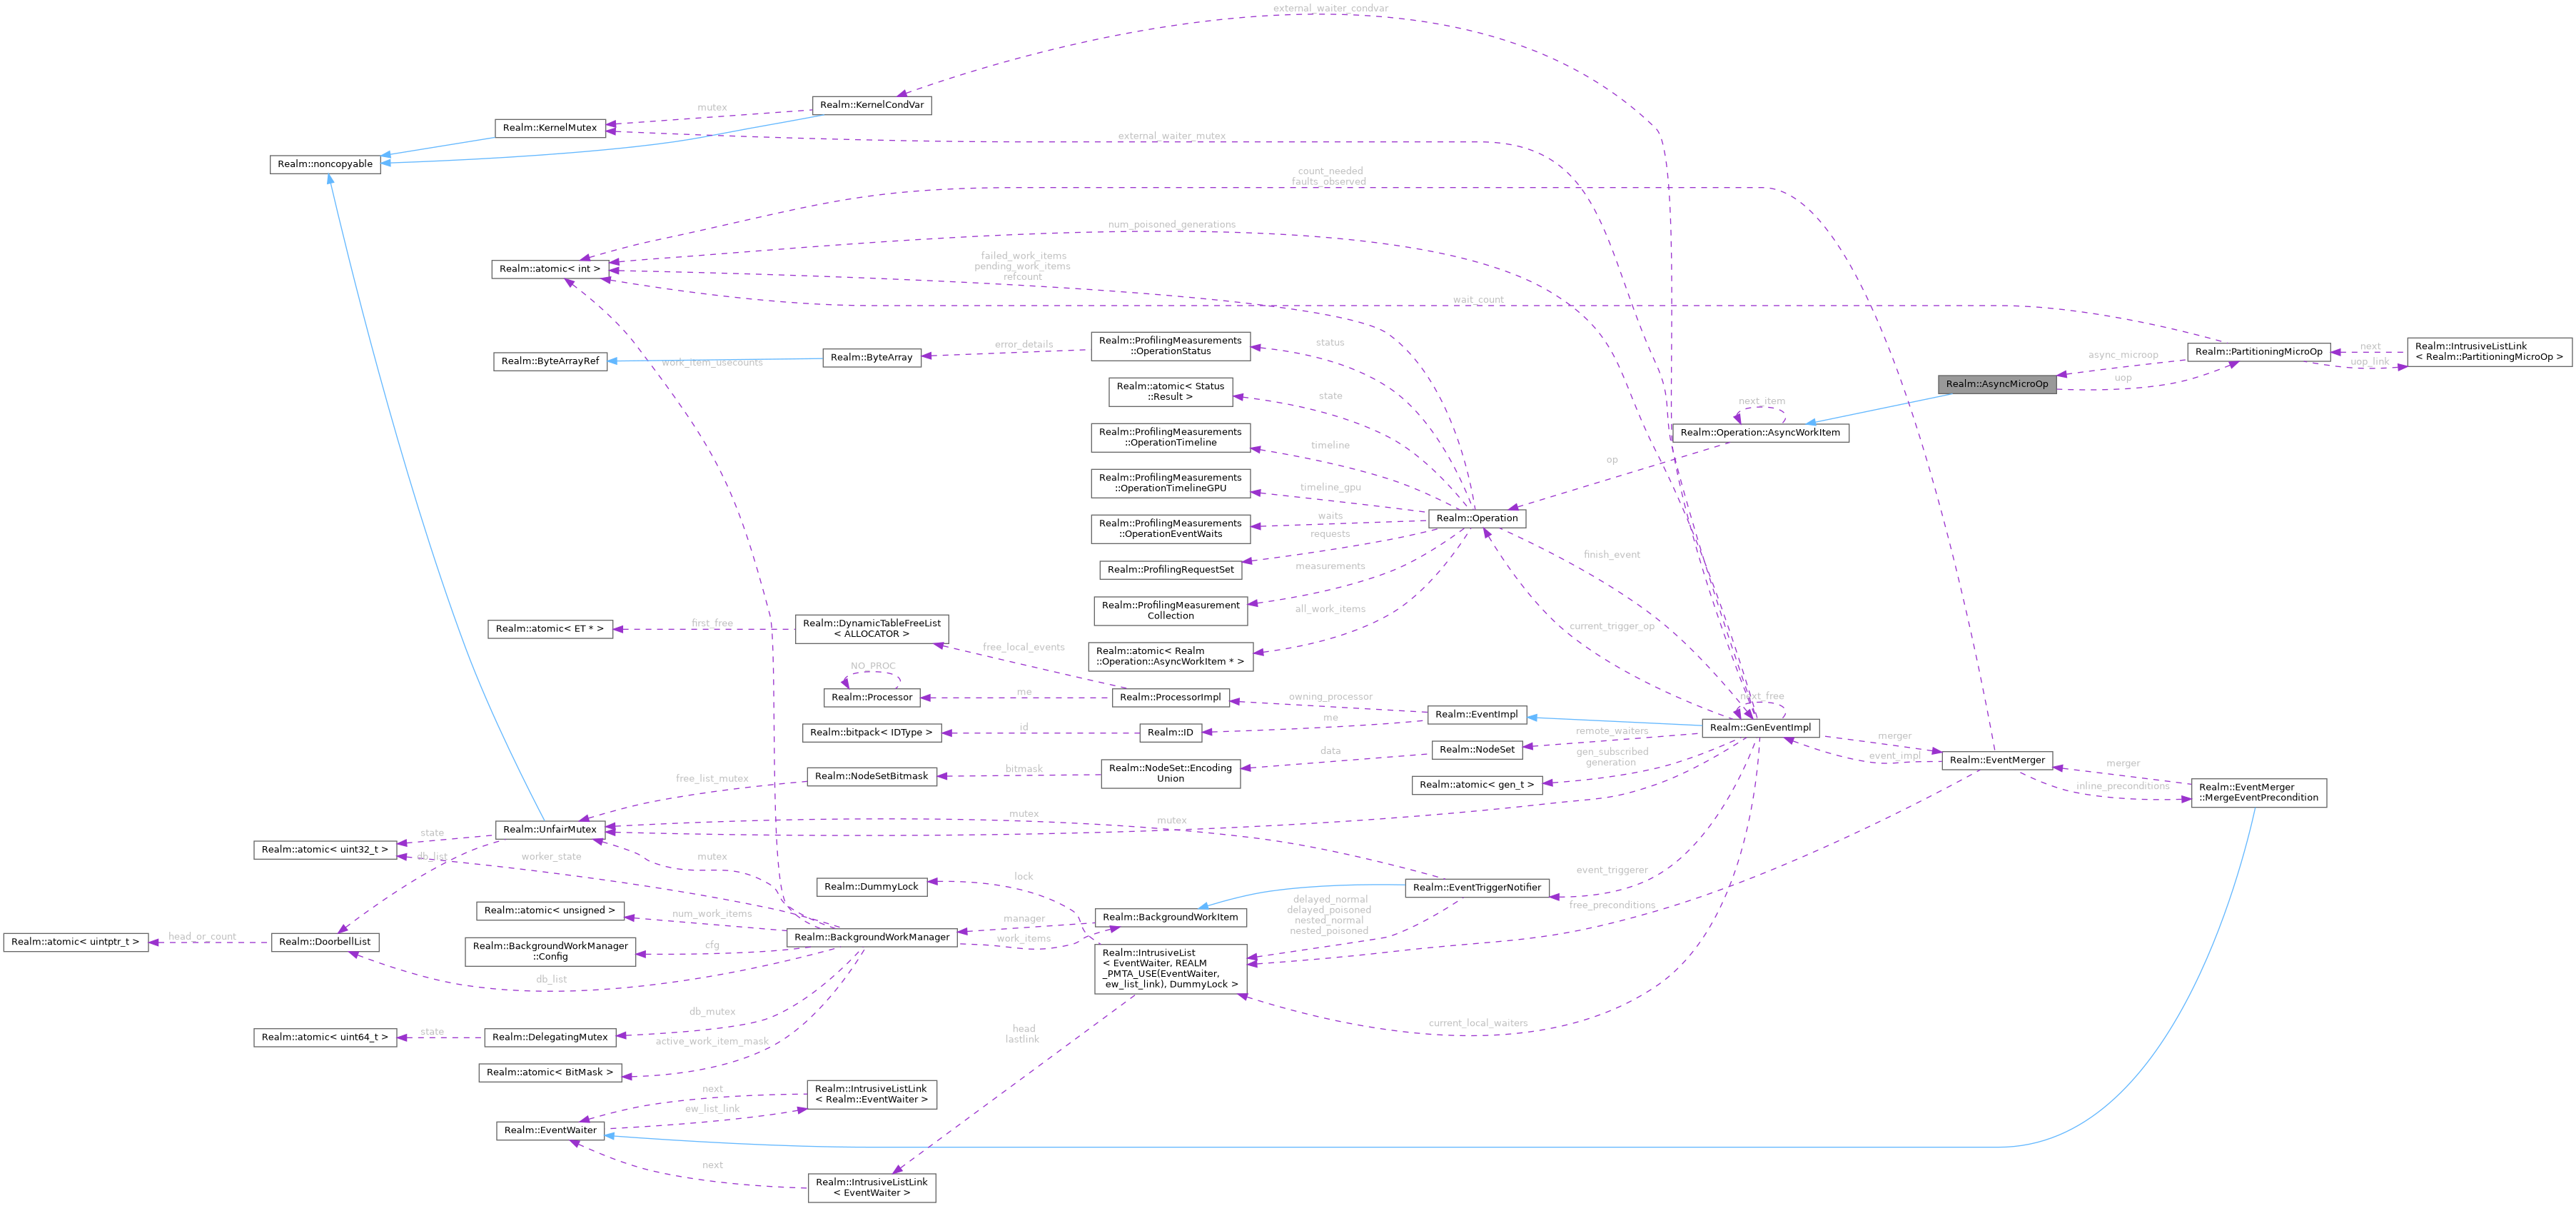 external_waiter_condvar
Realm::KernelCondVar
mutex
Realm::KernelMutex
external_waiter_mutex
Realm::noncopyable
count_needed
faults_observed
num_poisoned_generations
failed_work_items
pending_work_items
refcount
Realm::atomic< int >
wait_count
Realm::ProfilingMeasurements
::OperationStatus
status
error_details
Realm::ByteArray
Realm::ByteArrayRef
work_item_usecounts
Realm::PartitioningMicroOp
next
uop_link
Realm::IntrusiveListLink
< Realm::PartitioningMicroOp >
async_microop
uop
Realm::AsyncMicroOp
Realm::atomic< Status
::Result >
state
next_item
Realm::Operation::AsyncWorkItem
Realm::ProfilingMeasurements
::OperationTimeline
timeline
op
Realm::ProfilingMeasurements
::OperationTimelineGPU
timeline_gpu
Realm::ProfilingMeasurements
::OperationEventWaits
waits
Realm::Operation
requests
finish_event
Realm::ProfilingRequestSet
measurements
Realm::ProfilingMeasurement
Collection
all_work_items
current_trigger_op
Realm::atomic< ET * >
first_free
Realm::DynamicTableFreeList
< ALLOCATOR >
free_local_events
Realm::atomic< Realm
::Operation::AsyncWorkItem * >
NO_PROC
Realm::Processor
me
Realm::ProcessorImpl
owning_processor
next_free
Realm::EventImpl
me
Realm::GenEventImpl
Realm::bitpack< IDType >
id
Realm::ID
remote_waiters
merger
event_impl
Realm::EventMerger
merger
inline_preconditions
Realm::EventMerger
::MergeEventPrecondition
Realm::NodeSet
data
gen_subscribed
generation
Realm::atomic< gen_t >
Realm::NodeSet::Encoding
Union
bitmask
Realm::NodeSetBitmask
free_list_mutex
Realm::UnfairMutex
mutex
mutex
state
Realm::atomic< uint32_t >
db_list
worker_state
mutex
event_triggerer
Realm::DummyLock
lock
Realm::EventTriggerNotifier
free_preconditions
delayed_normal
delayed_poisoned
nested_normal
nested_poisoned
Realm::atomic< unsigned >
num_work_items
manager
Realm::BackgroundWorkItem
Realm::BackgroundWorkManager
work_items
Realm::atomic< uintptr_t >
head_or_count
Realm::DoorbellList
Realm::BackgroundWorkManager
::Config
cfg
Realm::IntrusiveList
< EventWaiter, REALM
_PMTA_USE(EventWaiter,
ew_list_link), DummyLock >
db_list
db_mutex
current_local_waiters
Realm::atomic< uint64_t >
state
Realm::DelegatingMutex
head
lastlink
active_work_item_mask
Realm::atomic< BitMask >
next
Realm::IntrusiveListLink
< Realm::EventWaiter >
ew_list_link
Realm::EventWaiter
next
Realm::IntrusiveListLink
< EventWaiter >